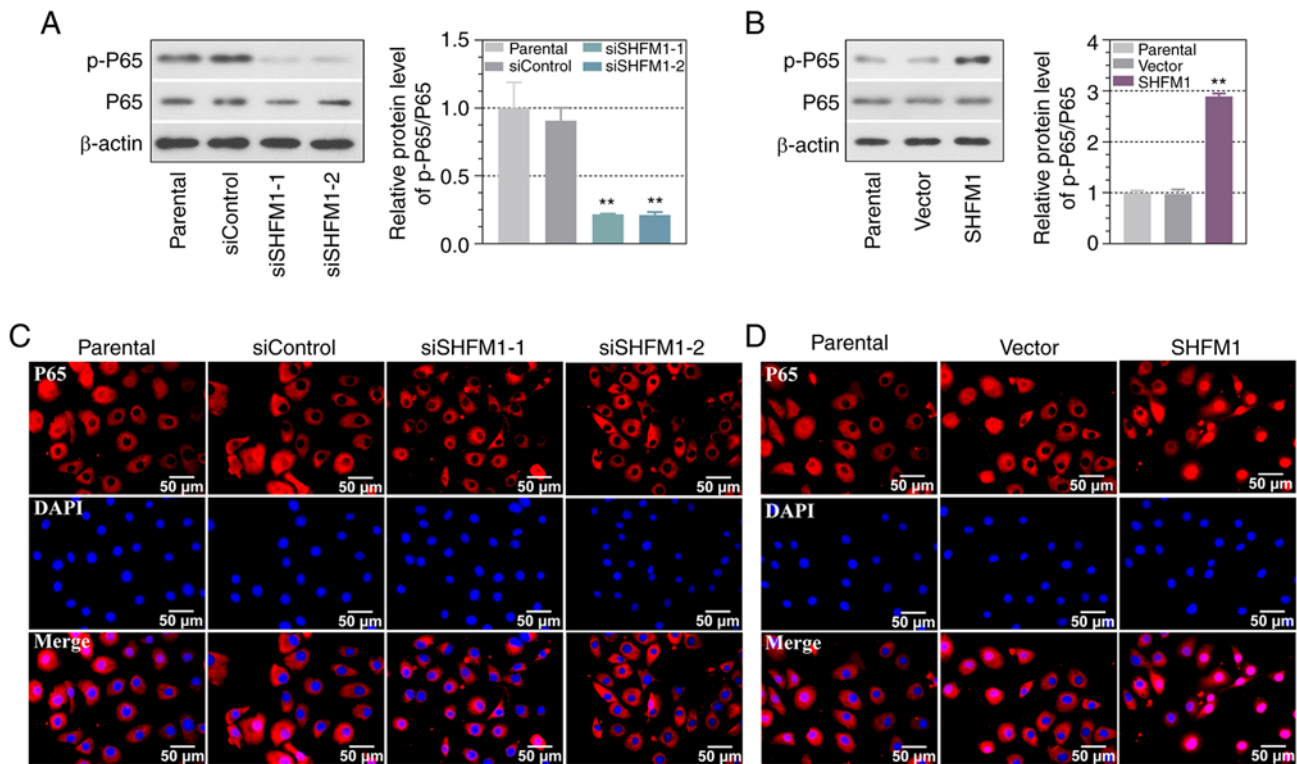 A
p-P65
P65
β-actin
Parental
siControl
siSHFM1-1
siSHFM1-2
Relative protein level
of p-P65/P65
1.5
1.0
0.5
0.0
Parental
siControl
siSHFM1-1
siSHFM1-2
** **
B
p-P65
P65
β-actin
Parental
Vector
SHFM1
Relative protein level
of p-P65/P65
4
3
2
1
0
Parental
Vector
SHFM1
**
C
Parental siControl siSHFM1-1 siSHFM1-2
P65
50 μm 50 μm 50 μm 50 μm
DAPI
50 μm 50 μm 50 μm 50 μm
Merge
50 μm 50 μm 50 μm 50 μm
D
Parental Vector SHFM1
P65
50 μm 50 μm 50 μm
DAPI
50 μm 50 μm 50 μm
Merge
50 μm 50 μm 50 μm